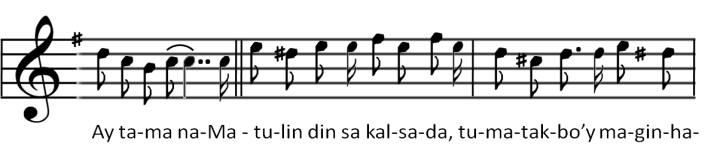 Ay ta-ma na-Ma - tu-lin din sa kal-sa-da, tu-ma-tak-bo’y ma-gin-ha-